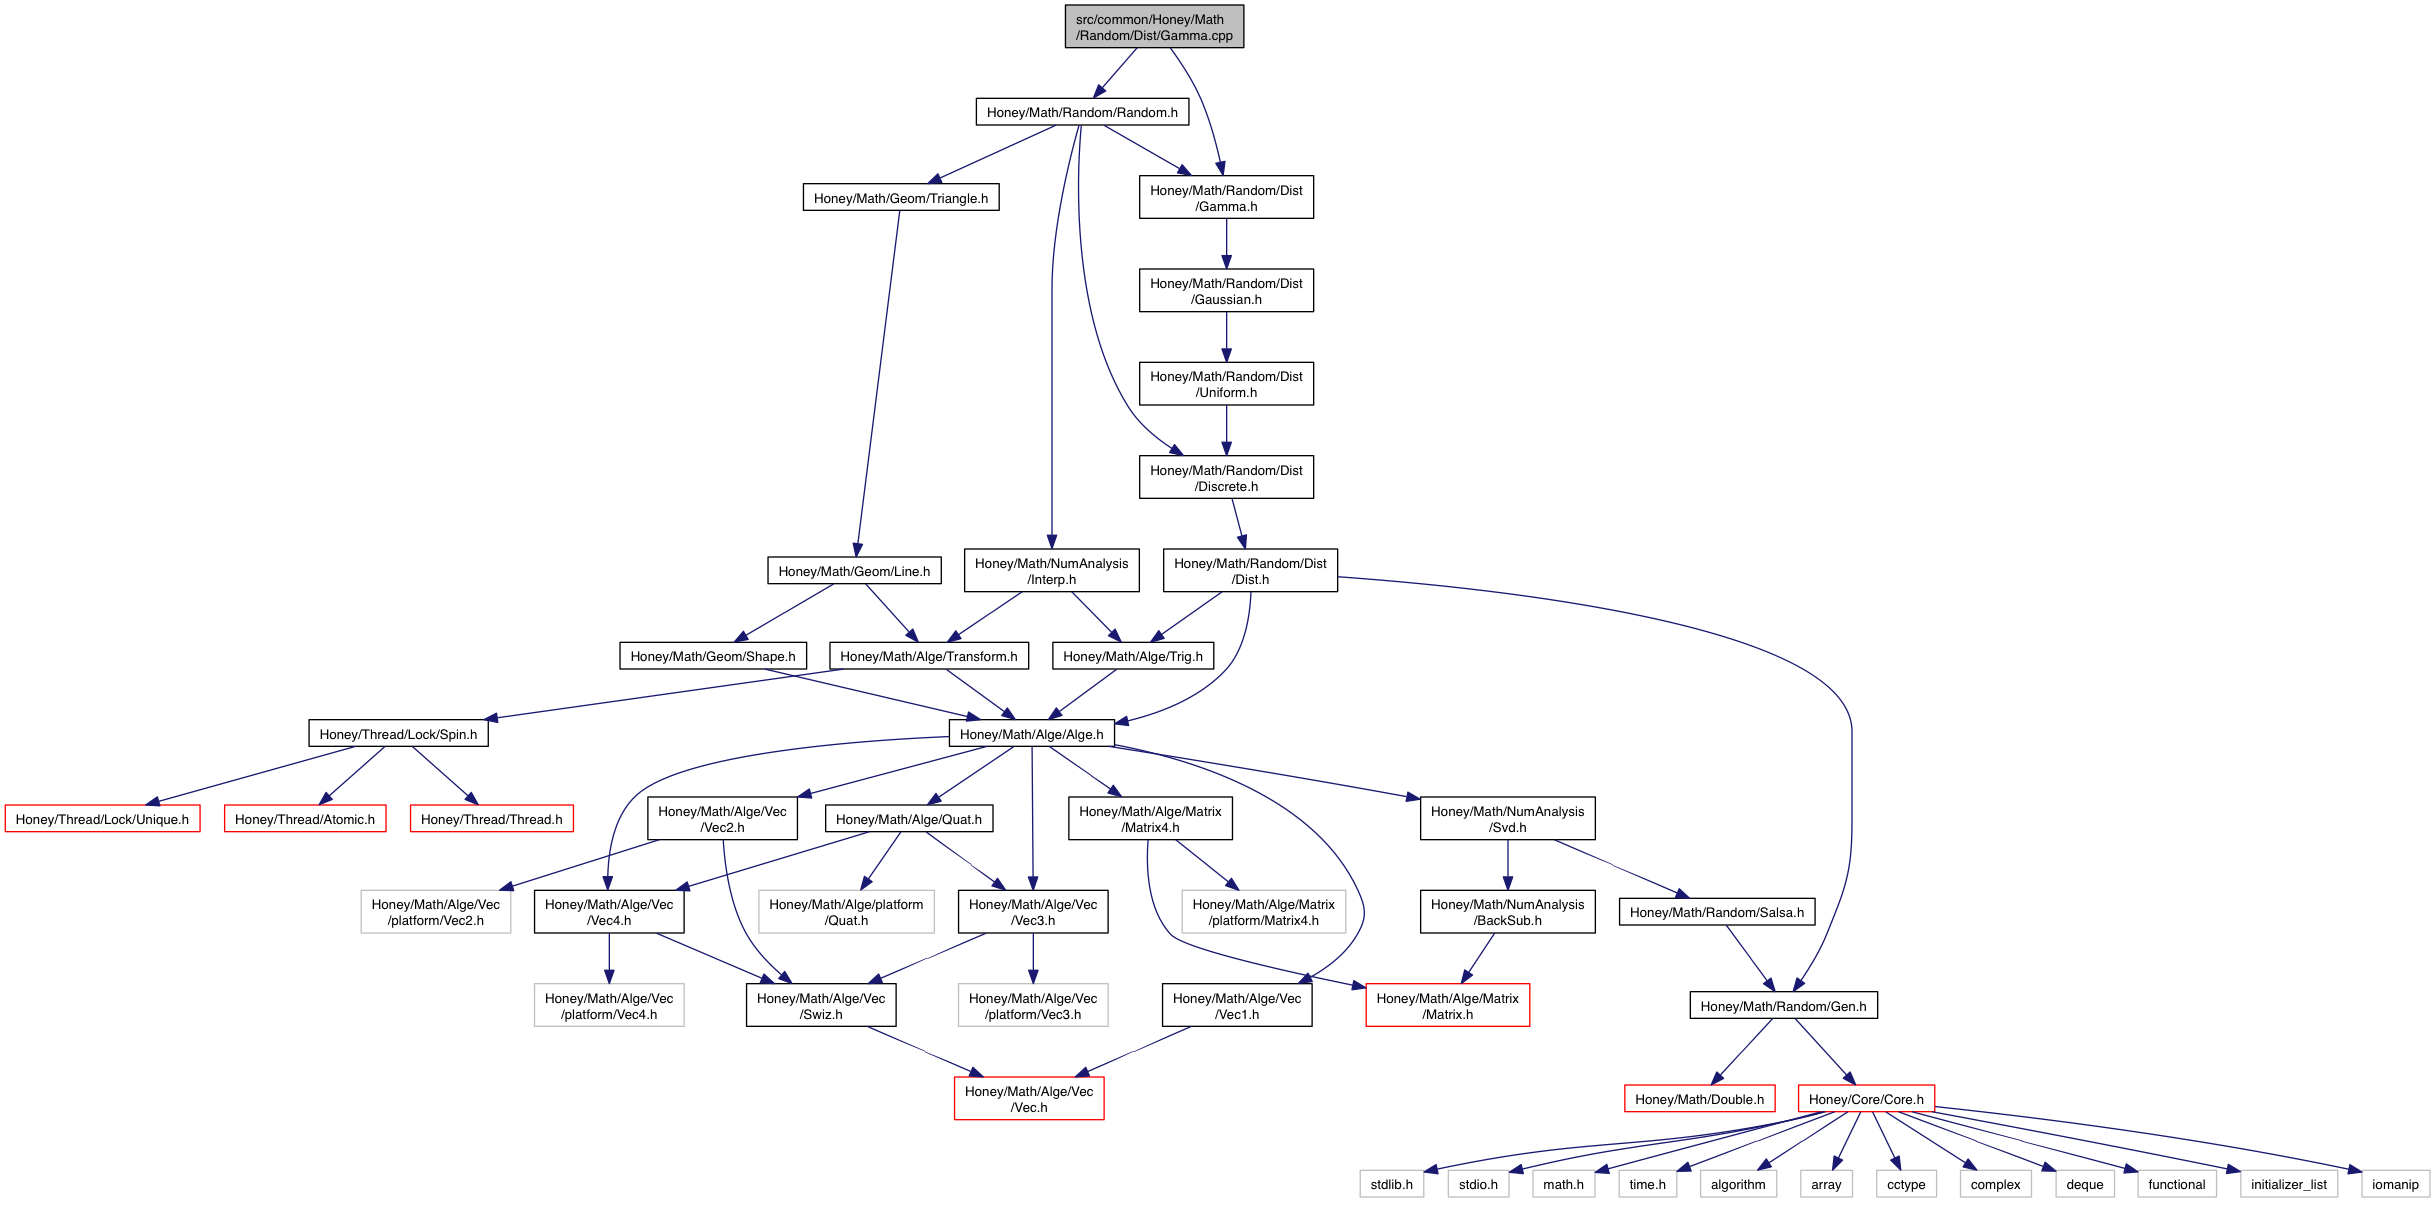 src/common/Honey/Math
/Random/Dist/Gamma.cpp
Honey/Math/Random/Random.h
Honey/Math/Geom/Triangle.h
Honey/Math/Random/Dist
/Gamma.h
Honey/Math/Random/Dist
/Gaussian.h
Honey/Math/Random/Dist
/Uniform.h
Honey/Math/Random/Dist
/Discrete.h
Honey/Math/Geom/Line.h
Honey/Math/NumAnalysis
/Interp.h
Honey/Math/Random/Dist
/Dist.h
Honey/Math/Geom/Shape.h
Honey/Math/Alge/Transform.h
Honey/Math/Alge/Trig.h
Honey/Thread/Lock/Spin.h
Honey/Math/Alge/Alge.h
Honey/Thread/Lock/Unique.h
Honey/Thread/Atomic.h
Honey/Thread/Thread.h
Honey/Math/Alge/Vec
/Vec2.h
Honey/Math/Alge/Quat.h
Honey/Math/Alge/Matrix
/Matrix4.h
Honey/Math/NumAnalysis
/Svd.h
Honey/Math/Alge/Vec
/platform/Vec2.h
Honey/Math/Alge/Vec
/Vec4.h
Honey/Math/Alge/platform
/Quat.h
Honey/Math/Alge/Vec
/Vec3.h
Honey/Math/Alge/Matrix
/platform/Matrix4.h
Honey/Math/NumAnalysis
/BackSub.h
Honey/Math/Random/Salsa.h
Honey/Math/Alge/Vec
/platform/Vec4.h
Honey/Math/Alge/Vec
/Swiz.h
Honey/Math/Alge/Vec
/platform/Vec3.h
Honey/Math/Alge/Vec
/Vec1.h
Honey/Math/Alge/Matrix
/Matrix.h
Honey/Math/Random/Gen.h
Honey/Math/Alge/Vec
/Vec.h
Honey/Math/Double.h
Honey/Core/Core.h
stdlib.h
stdio.h
math.h
time.h
algorithm
array
cctype
complex
deque
functional
initializer_list
iomanip